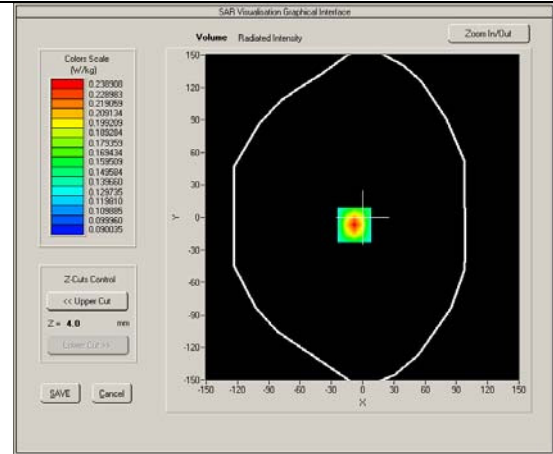 SAR Visualisation Graphical Interface
Volume Radiated Intensity
Zoom In/Out
Colors Scale
(W/kg)
0.238908
0.228983
0.219059
0.209134
0.199209
0.189284
0.179359
0.169434
0.159509
0.149584
0.139660
0.129735
0.119810
0.109885
0.099960
0.090035
Z-Cuts Control
<< Upper Cut
Z = 4.0 mm
Lower Cut >>
SAVE
Cancel
150
120
90
60
30
0
-30
-60
-90
-120
-150
Y
-150 -120 -90 -60 -30 0 30 60 90 120 150
X